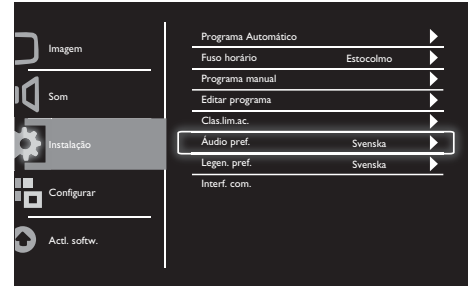 Imagem
Som
Instalação
Configurar
Actl. softw.
Programa Automático
Fuso horário Estocolmo
Programa manual
Editar programa
Clas.lim.ac.
Áudio pref. Svenska
Legen. pref. Svenska
Interf. com.